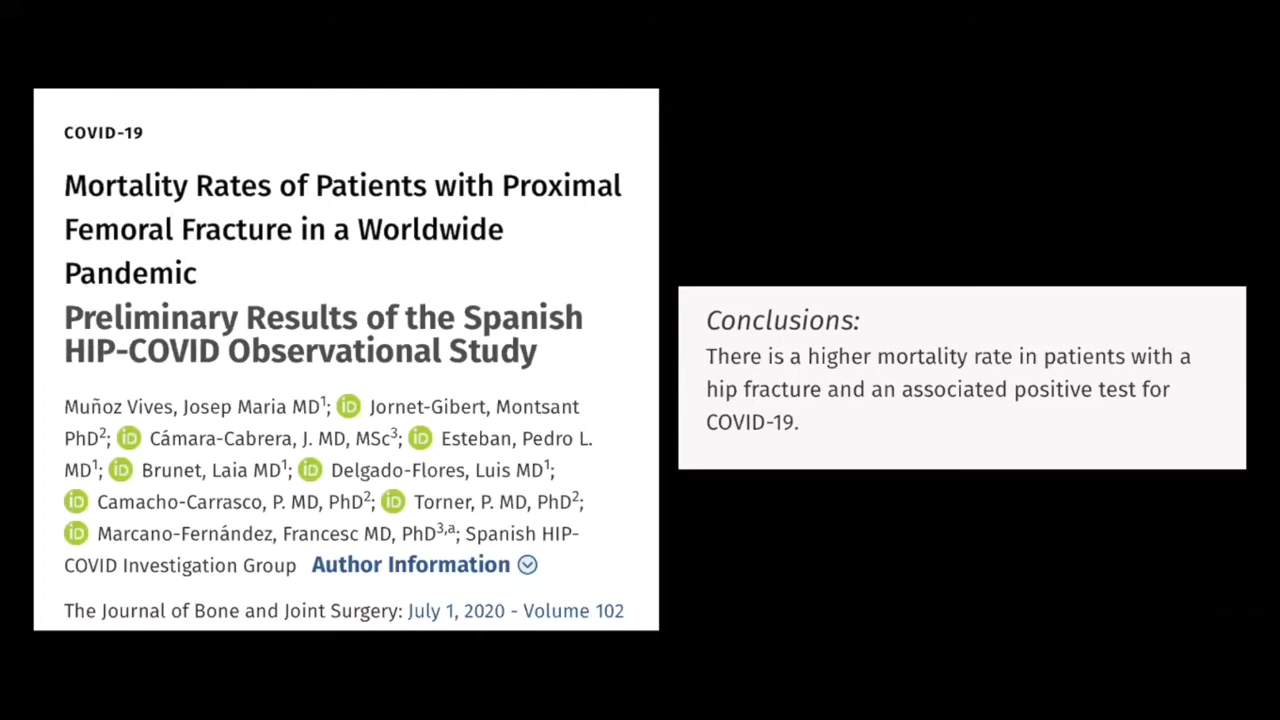 COVID-19
Mortality Rates of Patients with Proximal
Femoral Fracture in a Worldwide
Pandemic
Preliminary Results of the Spanish
HIP-COVID Observational Study
Muñoz Vives, Josep Maria MD1; iD Jornet-Gibert, Montsant
PhD2; iD Cámara-Cabrera, J. MD, MSc3; iD Esteban, Pedro L.
MD1; iD Brunet, Laia MD1; iD Delgado-Flores, Luis MD1;
iD Camacho-Carrasco, P. MD, PhD2; iD Torner, P. MD, PhD2;
iD Marcano-Fernández, Francesc MD, PhD3,a; Spanish HIP-
COVID Investigation Group Author Information
The Journal of Bone and Joint Surgery: July 1, 2020 - Volume 102
Conclusions:
There is a higher mortality rate in patients with a
hip fracture and an associated positive test for
COVID-19.